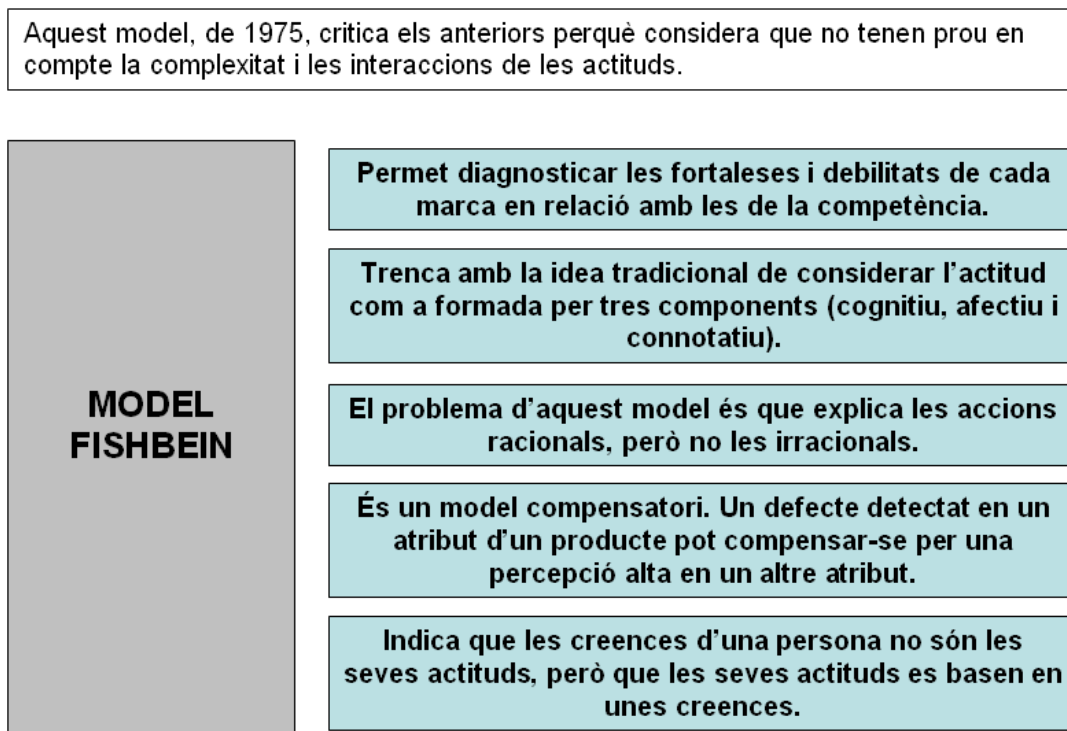 Aquest model, de 1975, critica els anteriors perquè considera que no tenen prou en
compte la complexitat i les interaccions de les actituds.
MODEL
FISHBEIN
Permet diagnosticar les fortaleses i debilitats de cada
marca en relació amb les de la competència.
Trenca amb la idea tradicional de considerar l'actitud
com a formada per tres components (cognitiu, afectiu i
connotatiu).
El problema d'aquest model és que explica les accions
racionals, però no les irracionals.
És un model compensatori. Un defecte detectat en un
atribut d'un producte pot compensar-se per una
percepció alta en un altre atribut.
Indica que les creences d'una persona no són les
seves actituds, però que les seves actituds es basen en
unes creences.